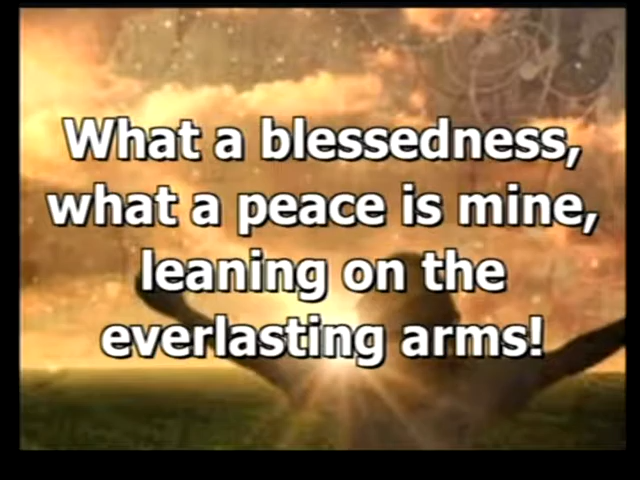 What a blessedness,
what a peace is mine,
leaning on the
everlasting arms!